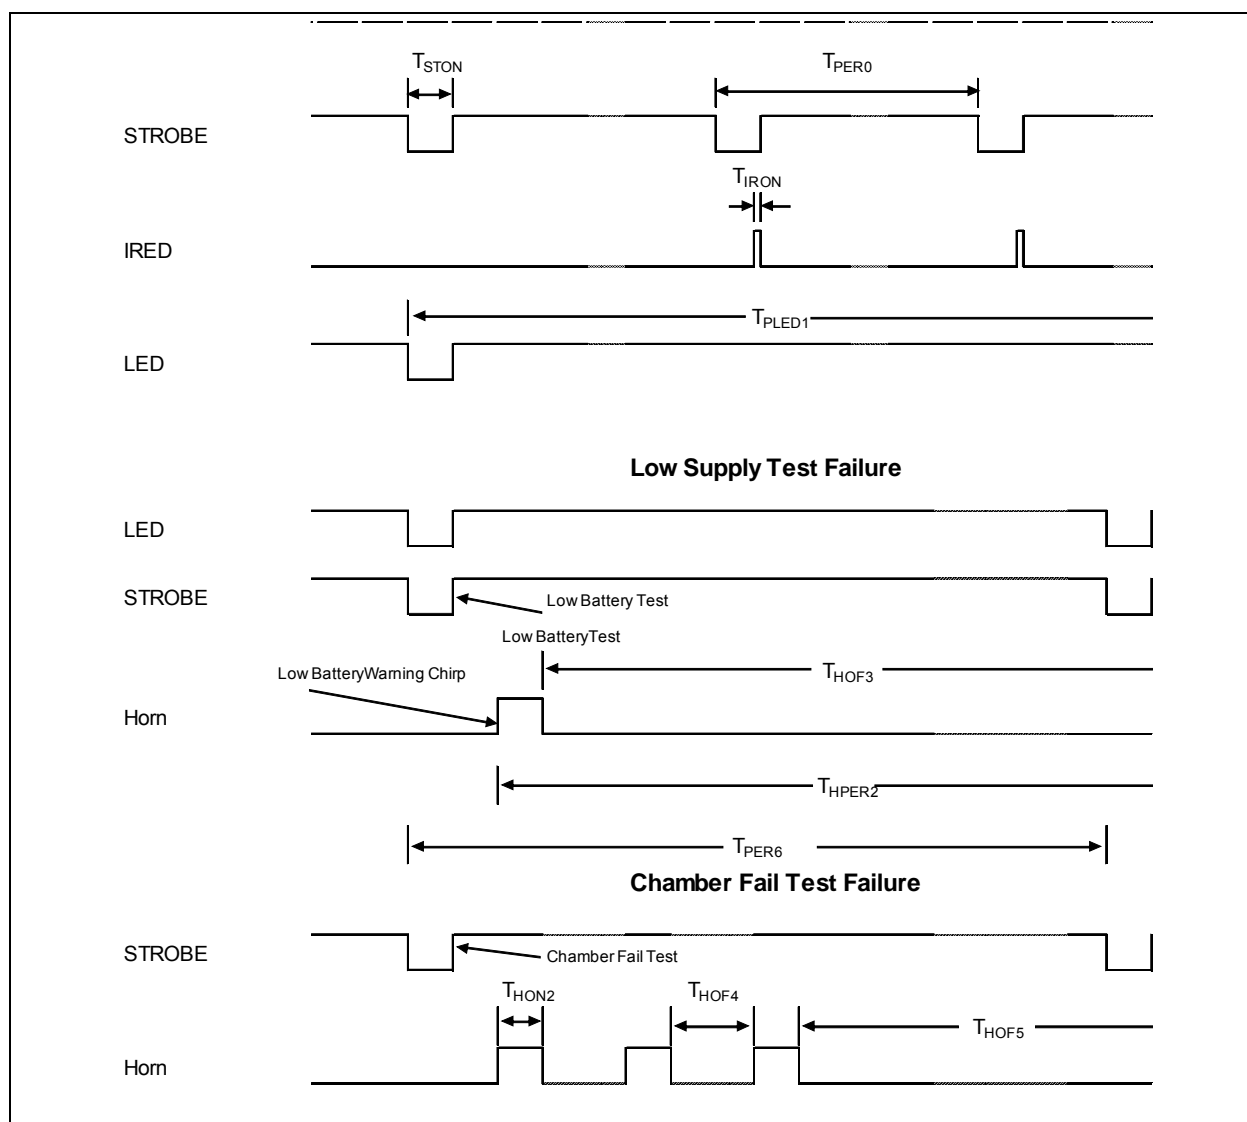 TSTON
TPER0
STROBE
TIRON
IRED
TPLED1
LED
Low Supply Test Failure
LED
STROBE
Low Battery Test
Low BatteryTest
THOF3
Low BatteryWarning Chirp
Horn
THPER2
TPER6
Chamber Fail Test Failure
STROBE
Chamber Fail Test
THON2
THOF4
THOF5
Horn